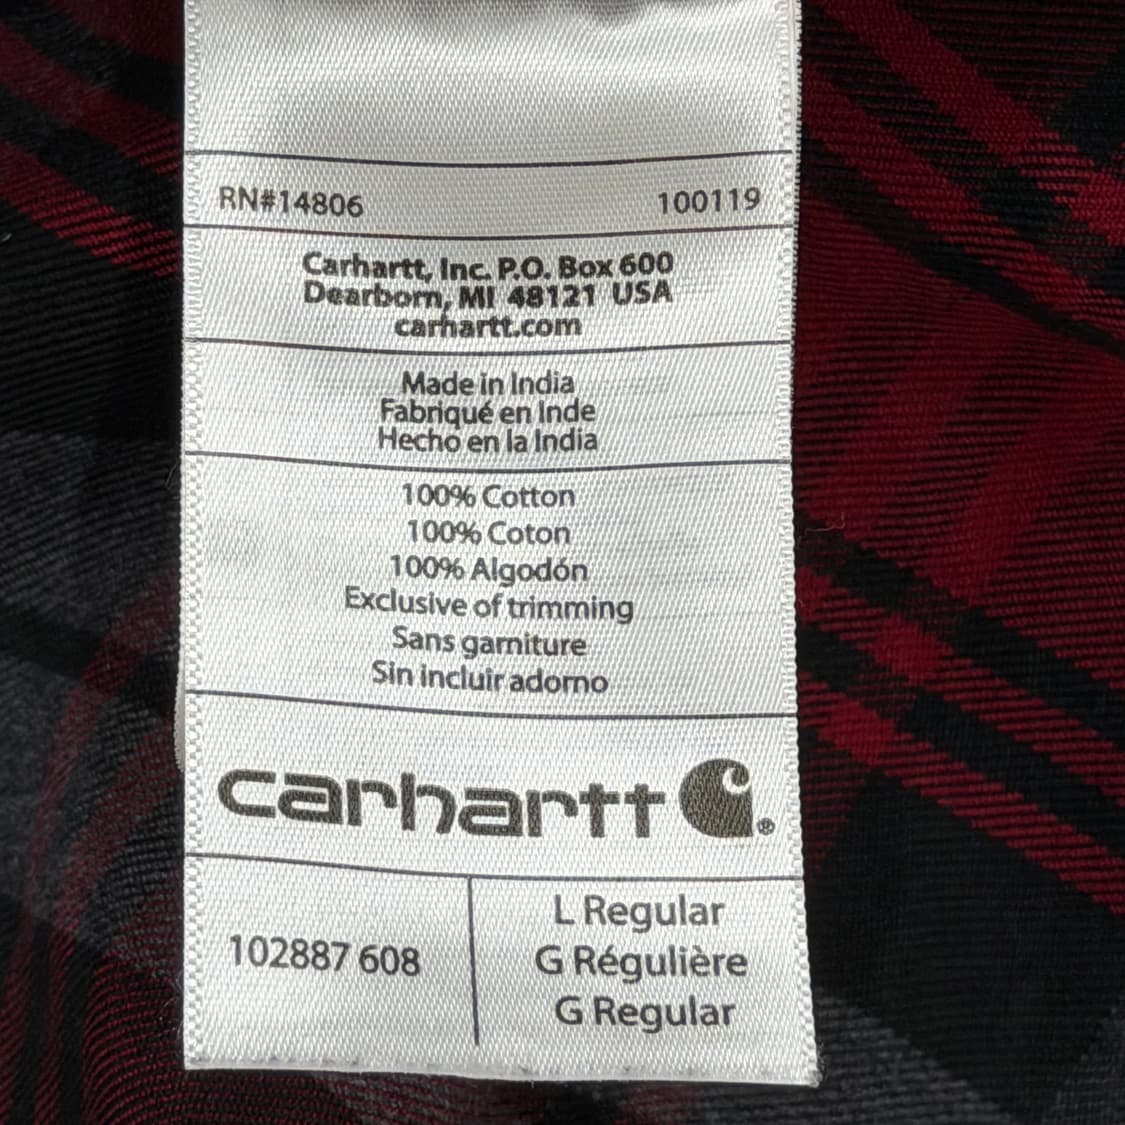 RN#14806 100119
Carhartt, Inc. P.O. Box 600
Dearborn, MI 48121 USA
carhartt.com
Made in India
Fabriqué en Inde
Hecho en la India
100% Cotton
100% Coton
100% Algodón
Exclusive of trimming
Sans garniture
Sin incluir adorno
carhartt ®
102887 608
L Regular
G Régulière
G Regular